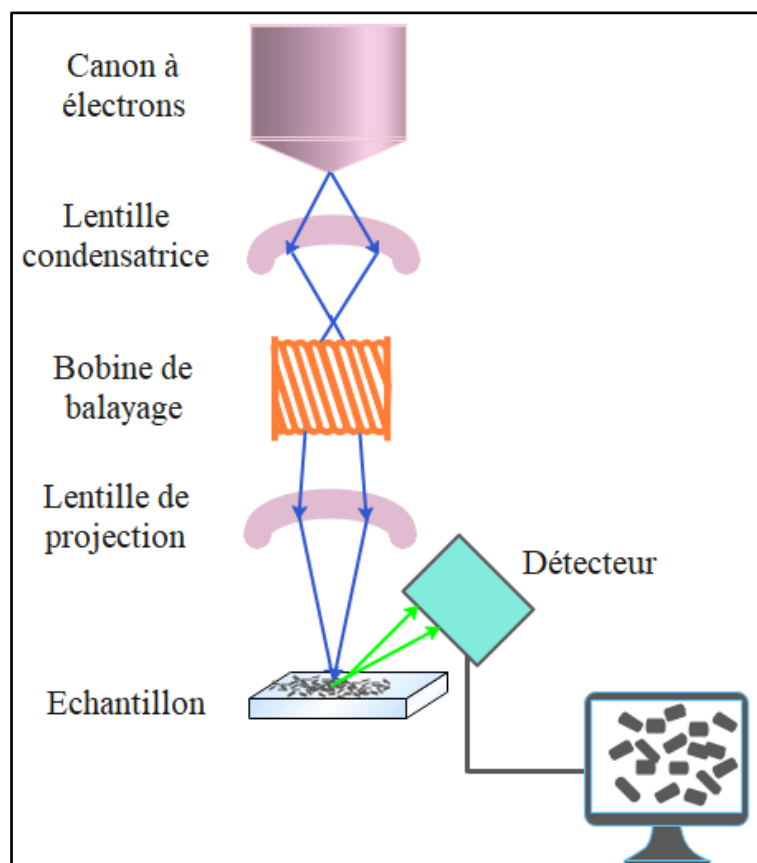 Canon à
électrons
Lentille
condensatrice
Bobine de
balayage
Lentille de
projection
Détecteur
Echantillon